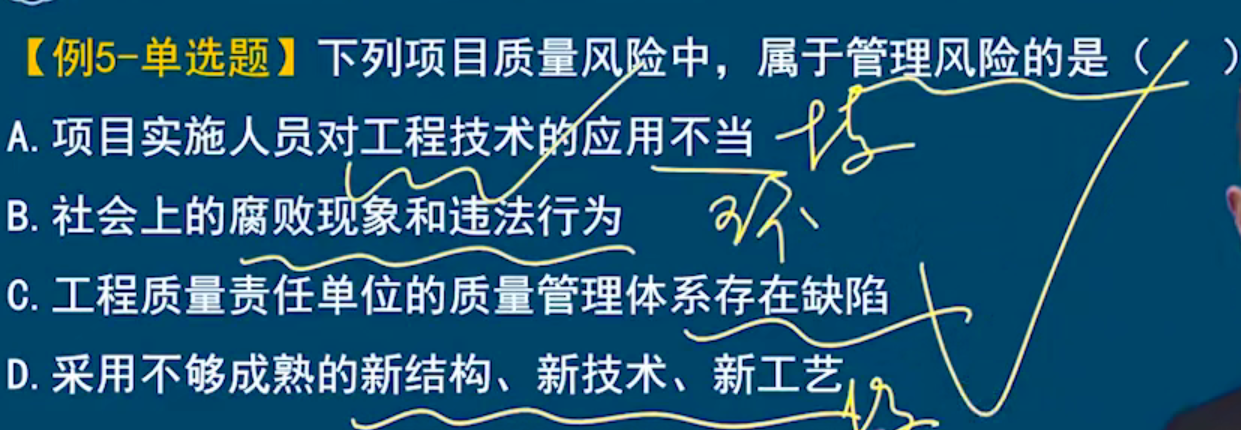 【例5-单选题】下列项目质量风险中，属于管理风险的是（ ）
A.项目实施人员对工程技术的应用不当 技
B.社会上的腐败现象和违法行为 环
C.工程质量责任单位的质量管理体系存在缺陷
D.采用不够成熟的新结构、新技术、新工艺 技